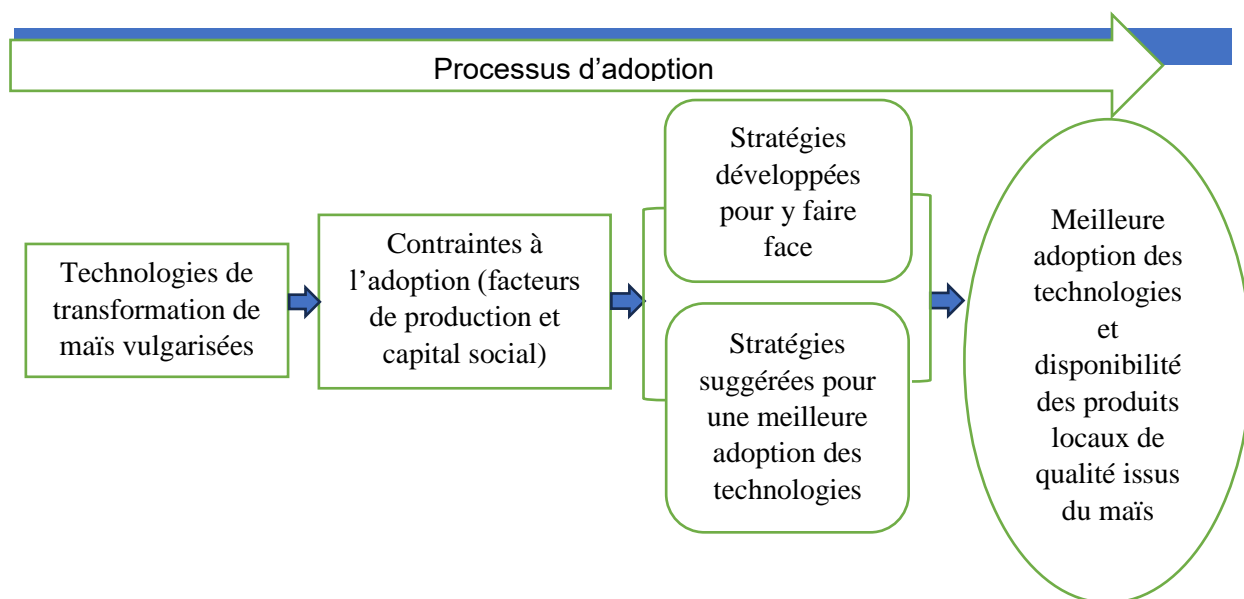 Processus d'adoption
Technologies de
transformation de
maïs vulgarisées
Contraintes à
l'adoption (facteurs
de production et
capital social)
Stratégies
développées
pour y faire
face
Stratégies
suggérées pour
une meilleure
adoption des
technologies
Meilleure
adoption des
technologies
et
disponibilité
des produits
locaux de
qualité issus
du maïs